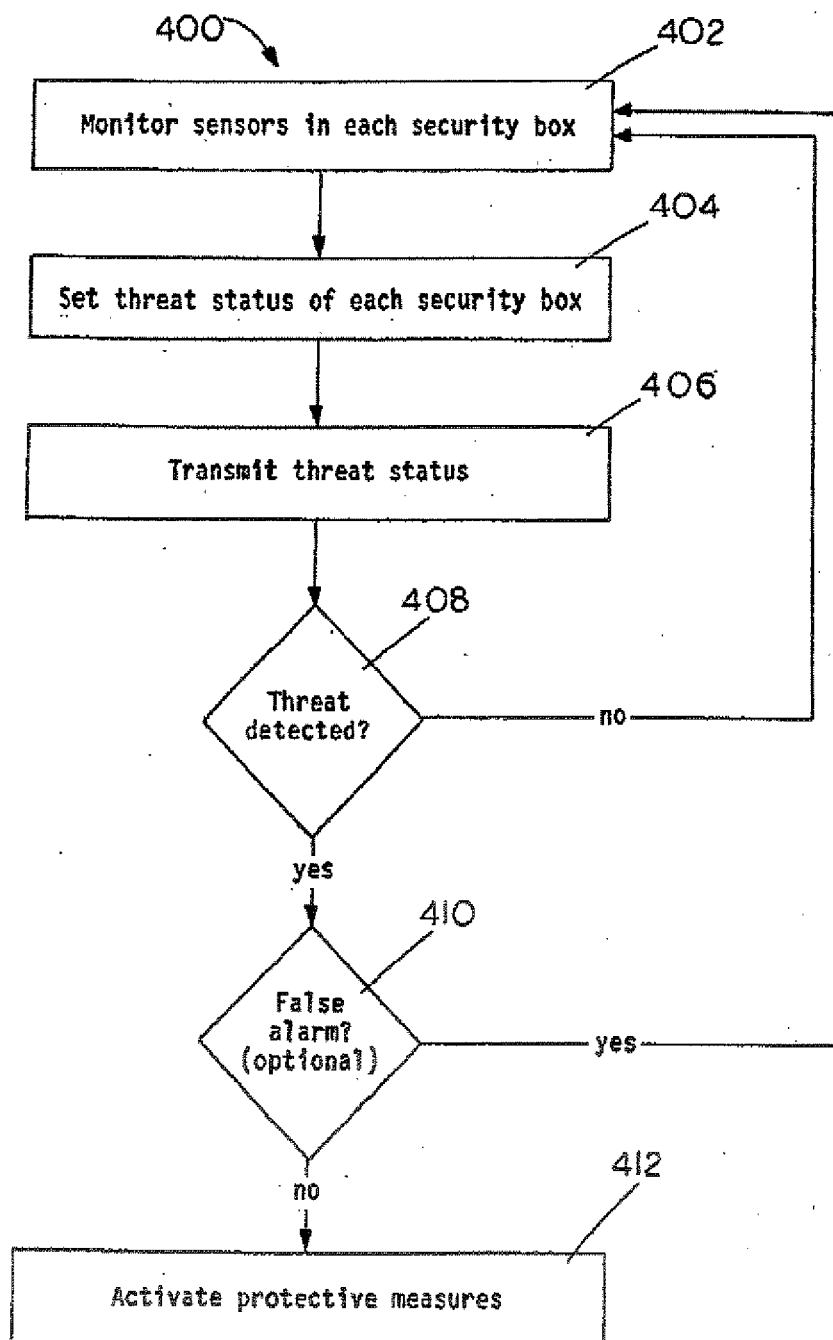 400
402
Monitor sensors in each security box
404
Set threat status of each security box
406
Transmit threat status
408
Threat
detected?
no
yes
410
False
alarm?
(optional)
yes
no
412
Activate protective measures